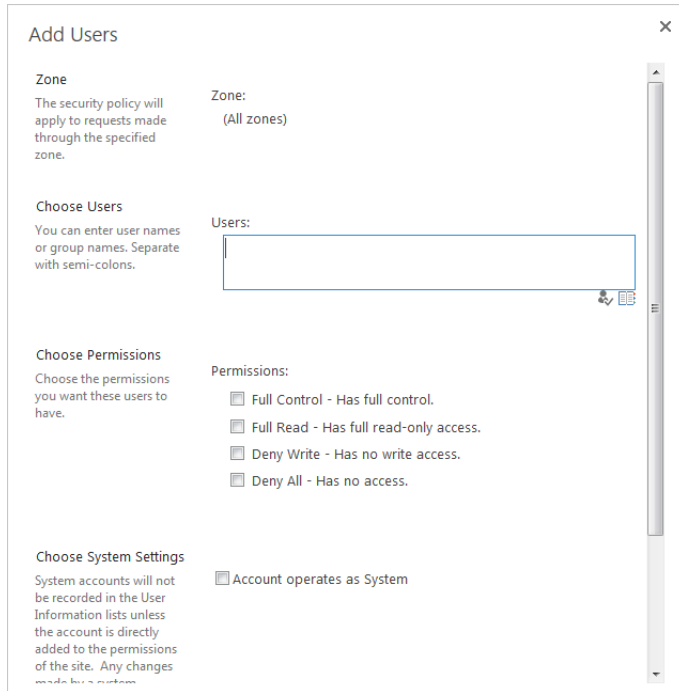 Add Users
Zone
The security policy will
apply to requests made
through the specified
zone.
Zone:
(All zones)
Choose Users
You can enter user names
or group names. Separate
with semi-colons.
Users:
Choose Permissions
Choose the permissions
you want these users to
have.
Permissions:
Full Control - Has full control.
Full Read - Has full read-only access.
Deny Write - Has no write access.
Deny All - Has no access.
Choose System Settings
System accounts will not
be recorded in the User
Information lists unless
the account is directly
added to the permissions
of the site. Any changes
made by a system
Account operates as System